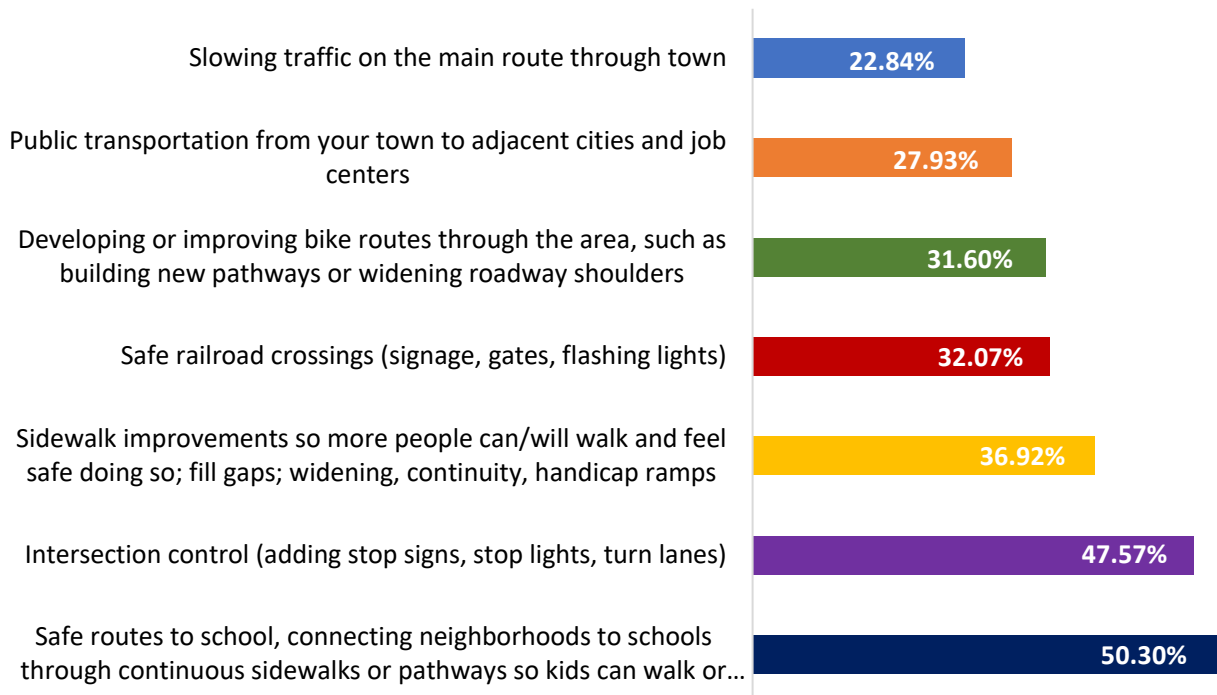 Slowing traffic on the main route through town
22.84%
Public transportation from your town to adjacent cities and job
centers
27.93%
Developing or improving bike routes through the area, such as
building new pathways or widening roadway shoulders
31.60%
Safe railroad crossings (signage, gates, flashing lights)
32.07%
Sidewalk improvements so more people can/will walk and feel
safe doing so; fill gaps; widening, continuity, handicap ramps
36.92%
Intersection control (adding stop signs, stop lights, turn lanes)
47.57%
Safe routes to school, connecting neighborhoods to schools
through continuous sidewalks or pathways so kids can walk or…
50.30%